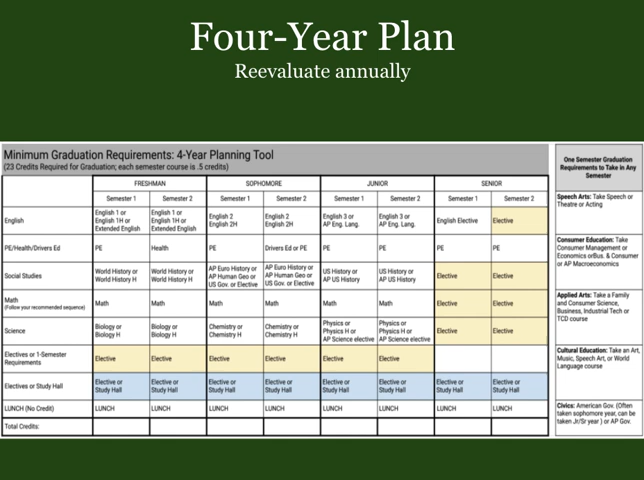 Four-Year Plan
Reevaluate annually
Minimum Graduation Requirements: 4-Year Planning Tool
(23 Credits Required for Graduation; each semester course is .5 credits)
FRESHMAN SOPHOMORE JUNIOR SENIOR
Semester 1 Semester 2 Semester 1 Semester 2 Semester 1 Semester 2 Semester 1 Semester 2
English
English 1 or
English 1H or
Extended English
English 1 or
English 1H or
Extended English
English 2
English 2H
English 2
English 2H
English 3 or
AP Eng. Lang.
English 3 or
AP Eng. Lang.
English Elective
Elective
PE/Health/Drivers Ed
PE
Health
PE
Drivers Ed or PE
PE
PE
PE
PE
Social Studies
World History or
World History H
World History or
World History H
AP Euro History or
AP Human Geo or
US Gov. or Elective
AP Euro History or
AP Human Geo or
US Gov. or Elective
US History or
AP US History
US History or
AP US History
Elective
Elective
Math
(Follow your recommended sequence)
Math
Math
Math
Math
Math
Math
Elective
Elective
Science
Biology or
Biology H
Biology or
Biology H
Chemistry or
Chemistry H
Chemistry or
Chemistry H
Physics or
Physics H or
AP Science elective
Physics or
Physics H or
AP Science elective
Elective
Elective
Electives or 1-Semester
Requirements
Elective
Elective
Elective
Elective
Elective
Elective
Electives or Study Hall
Elective or
Study Hall
Elective or
Study Hall
Elective or
Study Hall
Elective or
Study Hall
Elective or
Study Hall
Elective or
Study Hall
Elective or
Study Hall
Elective or
Study Hall
LUNCH (No Credit)
LUNCH
LUNCH
LUNCH
LUNCH
LUNCH
LUNCH
LUNCH
LUNCH
Total Credits:
One Semester Graduation
Requirements to Take in Any
Semester
Speech Arts: Take Speech or
Theatre or Acting
Consumer Education: Take
Consumer Management or
Economics orBus. & Consumer
or AP Macroeconomics
Applied Arts: Take a Family
and Consumer Science,
Business, Industrial Tech or
TCD course
Cultural Education: Take an Art,
Music, Speech Art, or World
Language course
Civics: American Gov. (Often
taken sophomore year, can be
taken Jr/Sr year ) or AP Gov.